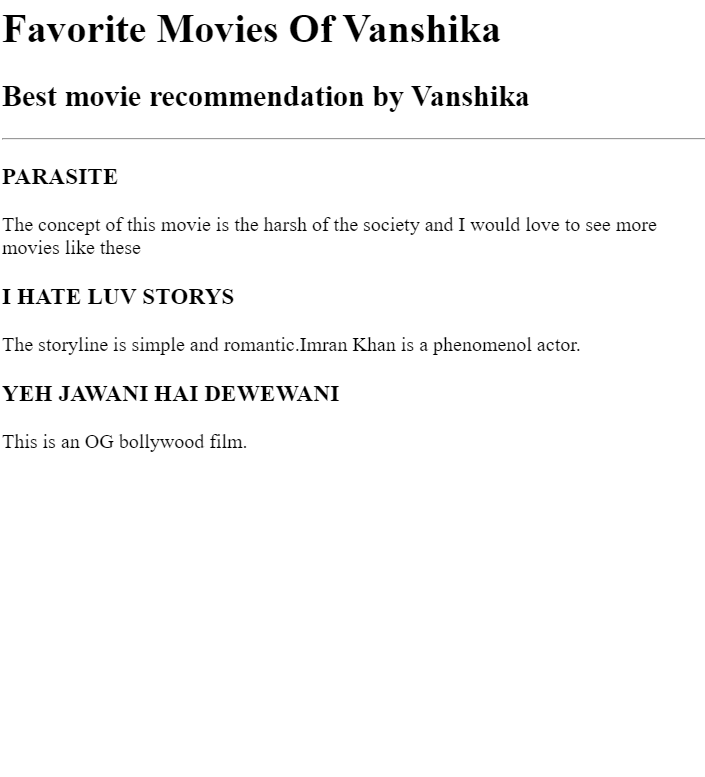 Favorite Movies Of Vanshika
Best movie recommendation by Vanshika
PARASITE
The concept of this movie is the harsh of the society and I would love to see more
movies like these
I HATE LUV STORYS
The storyline is simple and romantic.Imran Khan is a phenomenol actor.
YEH JAWANI HAI DEWEWANI
This is an OG bollywood film.